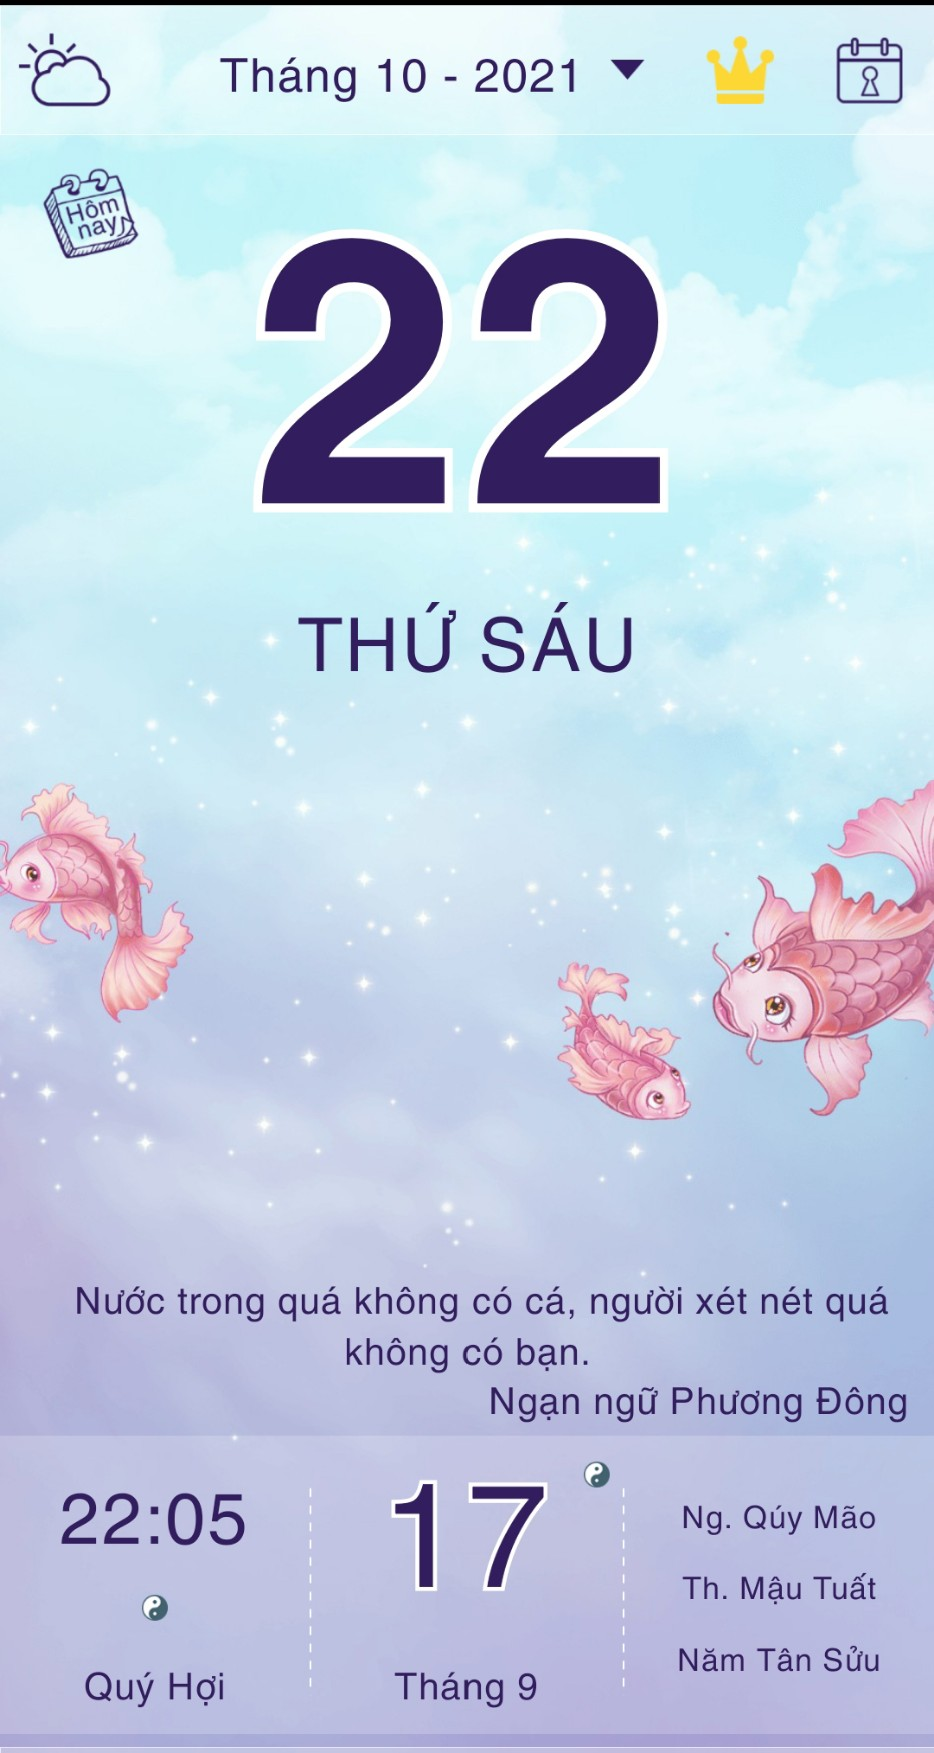 Tháng 10 - 2021
Hôm
nay
22
THỨ SÁU
Nước trong quá không có cá, người xét nét quá
không có bạn.
Ngạn ngữ Phương Đông
22:05
Quý Hợi
17
Tháng 9
Ng. Qúy Mão
Th. Mậu Tuất
Năm Tân Sửu